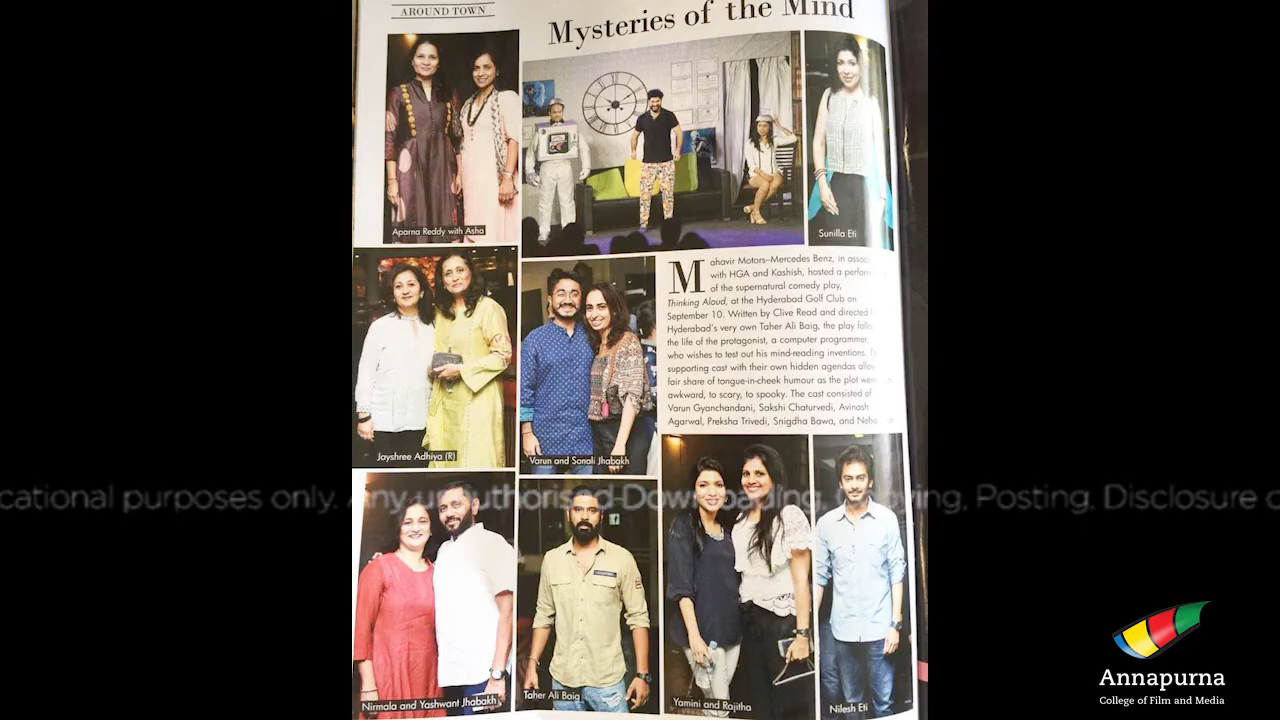 AROUND TOWN
Mysteries of the Mind
Aparna Reddy with Asha
Sunilla Eti
Mahavir Motors–Mercedes Benz, in
with HGA and Kashish, hosted a
of the supernatural comedy play,
Thinking Aloud, at the Hyderabad Golf Club on
September 10. Written by Clive Read and directed
Hyderabad's very own Taher Ali Baig, the play
the life of the protagonist, a computer programmer,
who wishes to test out his mind-reading inventions.
supporting cast with their own hidden agendas
fair share of tongue-in-cheek humour as the plot
awkward, to scary, to spooky. The cast consisted of
Varun Gyanchandani, Sakshi Chaturvedi, Avinash
Agarwal, Preksha Trivedi, Snigdha Bawa, and
Jayshree Adhiya (R)
Varun and Sonali Jhabakh
purposes only. Any Downloading, Copying, Posting, Disclosure
Nirmala and Yashwant Jhabakh
Taher Ali Baig
Yamini and Rajitha
Nilesh Eti
Annapurna
College of Film and Media